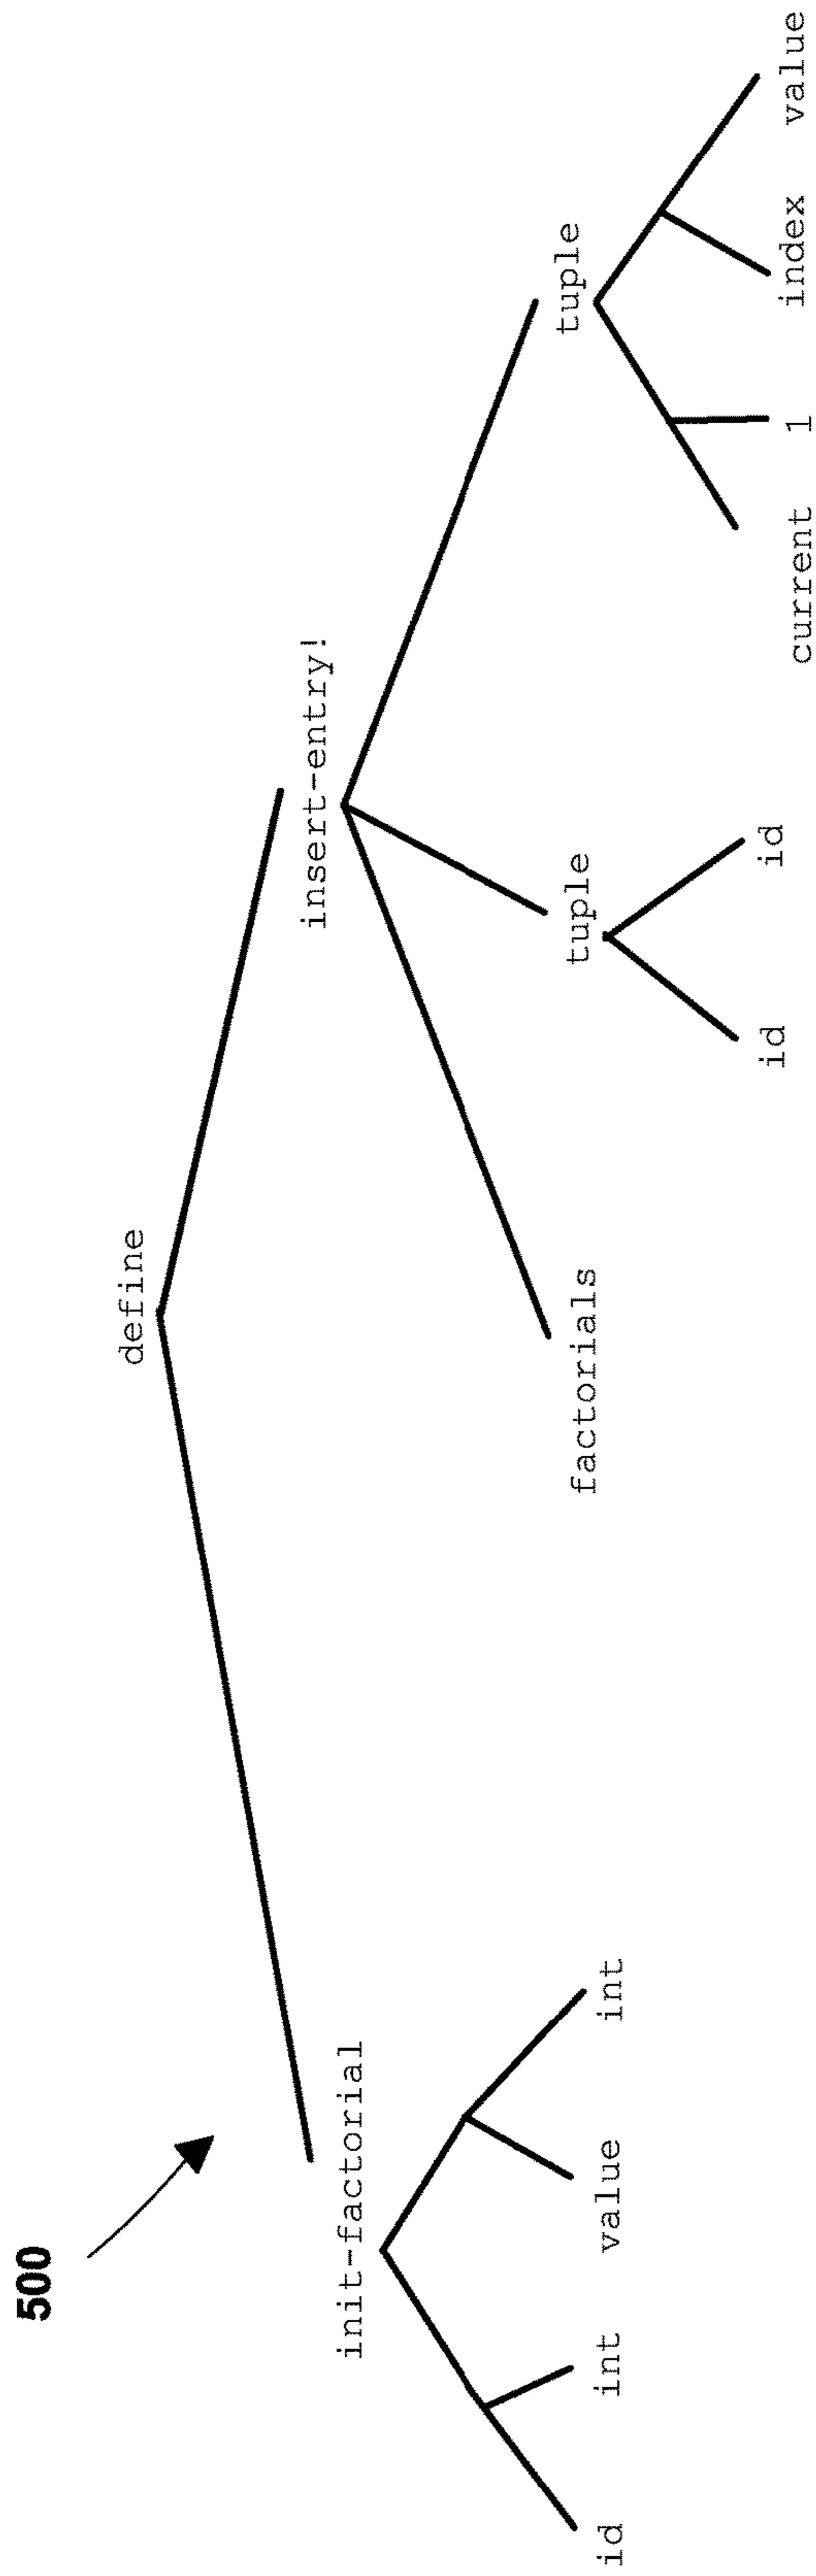 500
define
init-factorial
insert-entry!
id
int
value
int
factorials
tuple
tuple
id
id
current
1
index
value